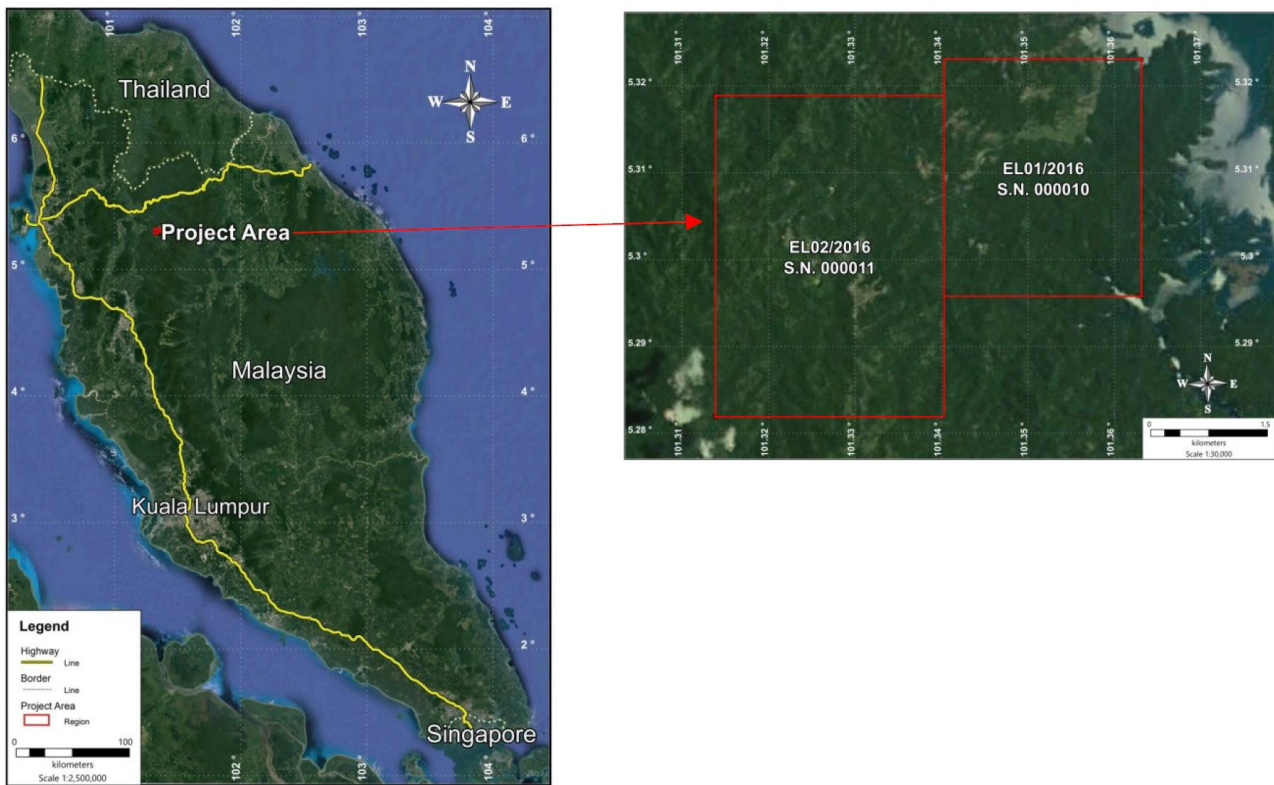 101 °
102 °
103 °
104 °
N
W
E
S
Thailand
6 °
Project Area
5 °
Malaysia
4 °
Kuala Lumpur
3 °
2 °
Singapore
102 °
103 °
104 °
Legend
Highway
Line
Border
Line
Project Area
Region
0 100
kilometers
Scale 1:2,500,000
101.31 °
101.32 °
101.33 °
101.34 °
101.35 °
101.36 °
101.37 °
5.32 °
5.32 °
5.31 °
5.31 °
EL01/2016
S.N. 000010
EL02/2016
S.N. 000011
5.3 °
5.3 °
5.29 °
5.29 °
N
W
E
S
5.28 °
101.31 °
101.32 °
101.33 °
101.34 °
101.35 °
101.36 °
0 1.5
kilometers
Scale 1:30,000